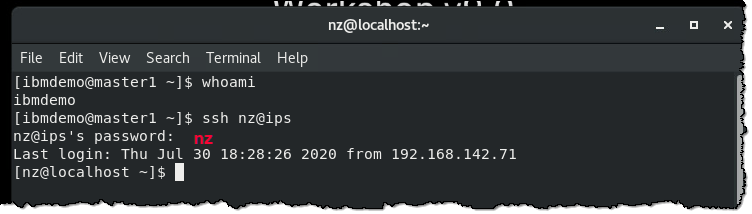 nz@localhost:~
File Edit View Search Terminal Help
[ibmdemo@master1 ~]$ whoami
ibmdemo
[ibmdemo@master1 ~]$ ssh nz@ips
nz@ips's password: nz
Last login: Thu Jul 30 18:28:26 2020 from 192.168.142.71
[nz@localhost ~]$